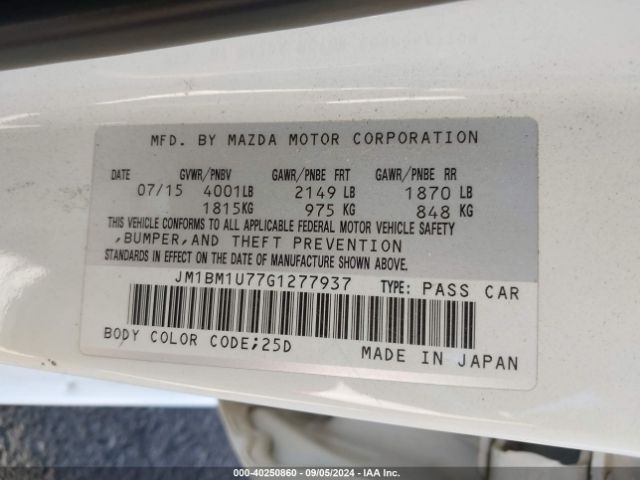 MFD. BY MAZDA MOTOR CORPORATION
DATE GVWR/PNBV GAWR/PNBE FRT GAWR/PNBE RR
07/15 4001LB 2149 LB 1870 LB
1815KG 975 KG 848 KG
THIS VEHICLE CONFORMS TO ALL APPLICABLE FEDERAL MOTOR VEHICLE SAFETY
,BUMPER,AND THEFT PREVENTION
STANDARDS IN EFFECT ON THE DATE OF MANUFACTURE SHOWN ABOVE.
JM1BM1U77G1277937 TYPE: PASS CAR
BODY COLOR CODE;25D MADE IN JAPAN
000-40250860 - 09/05/2024 - IAA Inc.